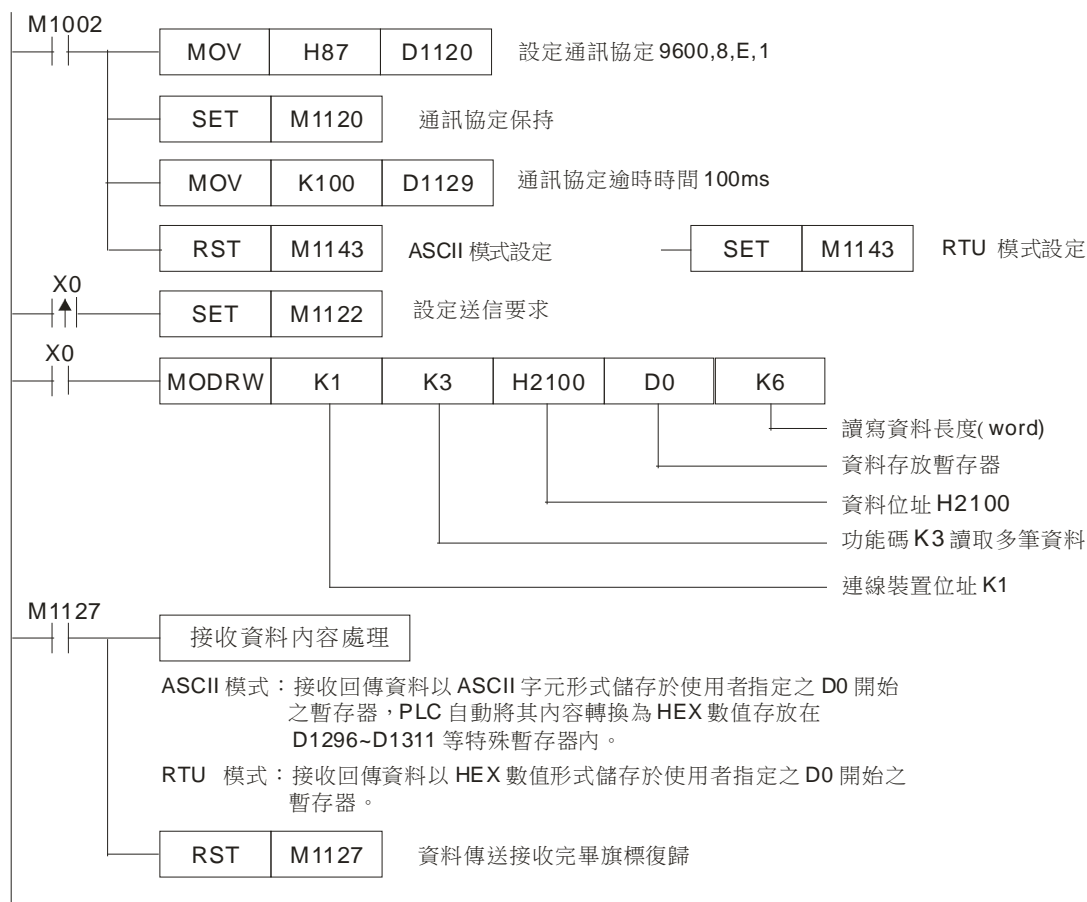 M1002
MOV H87 D1120 設定通訊協定 9600,8,E,1
SET M1120 通訊協定保持
MOV K100 D1129 通訊協定逾時時間 100ms
RST M1143 ASCII 模式設定 SET M1143 RTU 模式設定
X0
SET M1122 設定送信要求
X0
MODRW K1 K3 H2100 D0 K6
讀寫資料長度(word)
資料存放暫存器
資料位址 H2100
功能碼 K3 讀取多筆資料
連線裝置位址 K1
M1127
接收資料內容處理
ASCII 模式：接收回傳資料以 ASCII 字元形式儲存於使用者指定之 D0 開始
之暫存器，PLC 自動將其內容轉換為 HEX 數值存放在
D1296~D1311 等特殊暫存器內。
RTU 模式：接收回傳資料以 HEX 數值形式儲存於使用者指定之 D0 開始之
暫存器。
RST M1127 資料傳送接收完畢旗標復歸